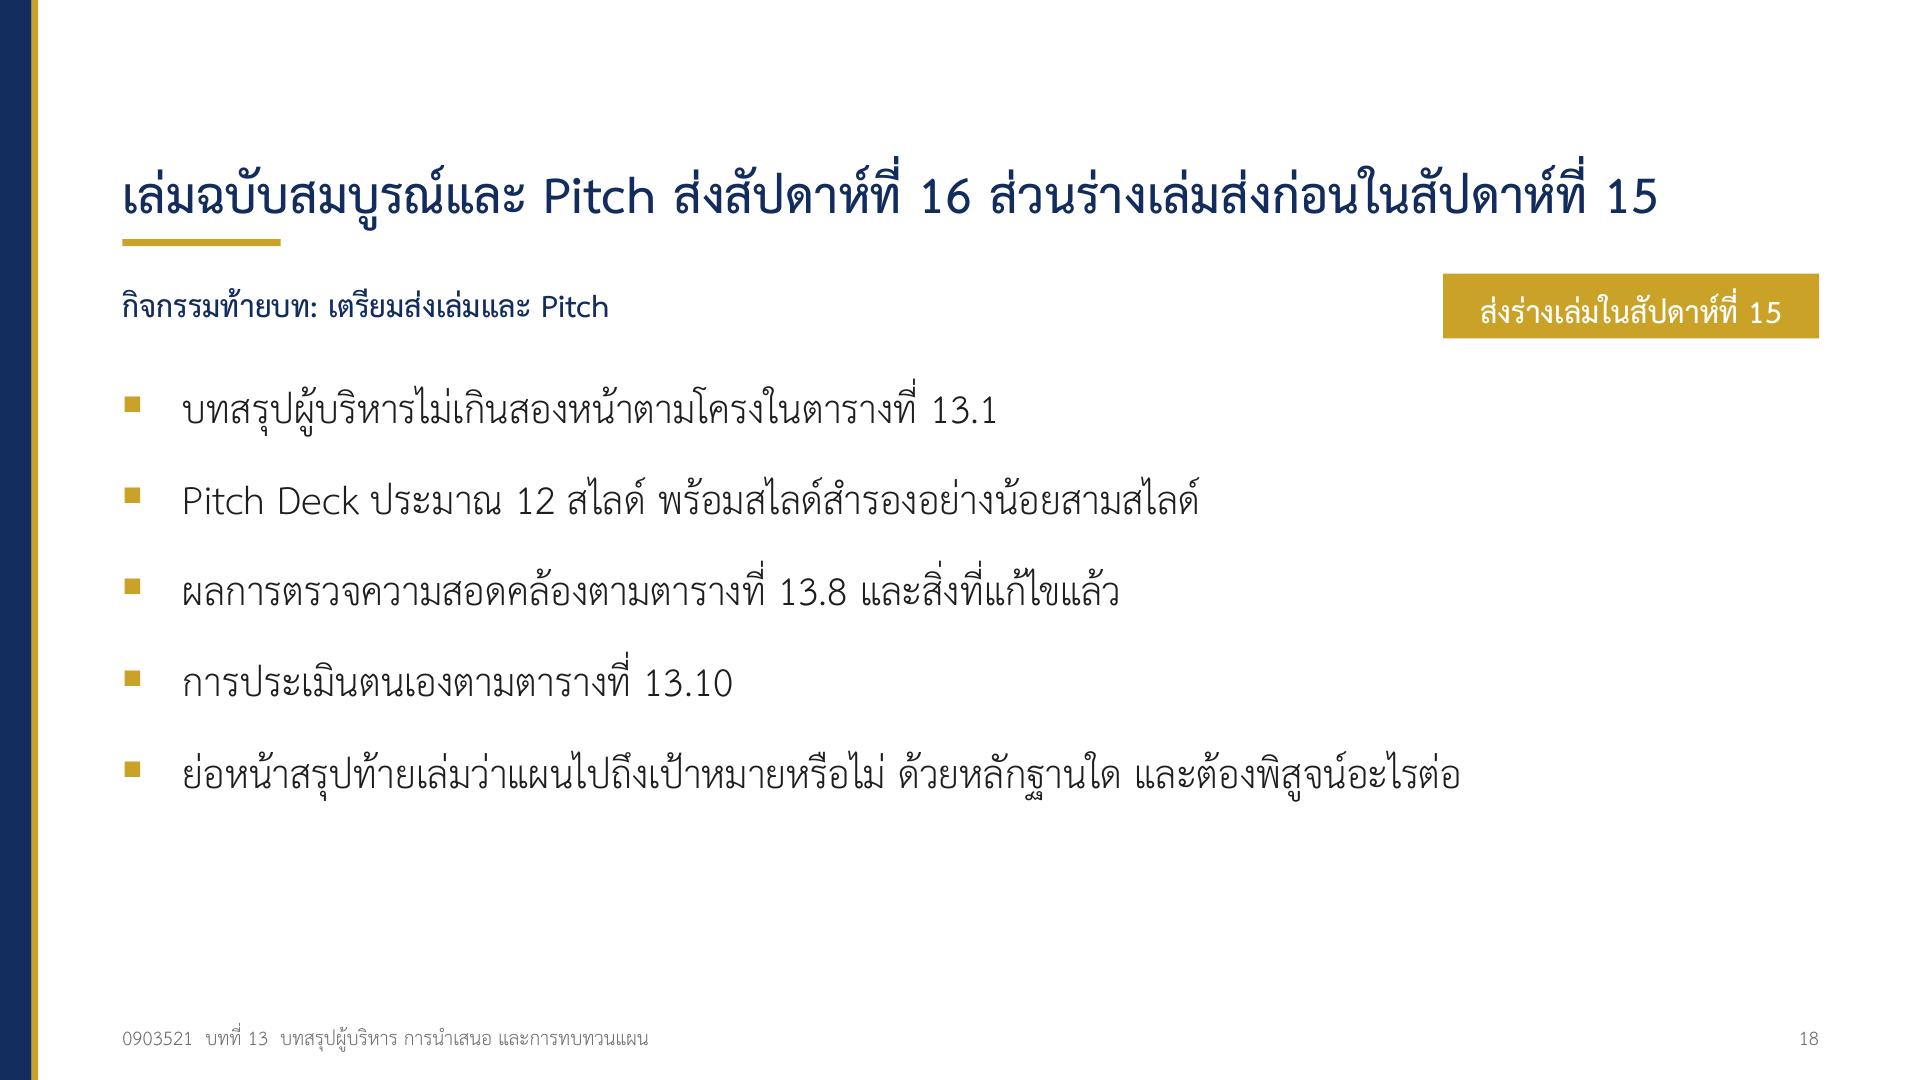 เล่มฉบับสมบูรณ์และ Pitch ส่งสัปดาห์ที่ 16 ส่วนร่างเล่มส่งก่อนในสัปดาห์ที่ 15
กิจกรรมท้ายบท: เตรียมส่งเล่มและ Pitch
ส่งร่างเล่มในสัปดาห์ที่ 15
บทสรุปผู้บริหารไม่เกินสองหน้าตามโครงในตารางที่ 13.1
Pitch Deck ประมาณ 12 สไลด์ พร้อมสไลด์สำรองอย่างน้อยสามสไลด์
ผลการตรวจความสอดคล้องตามตารางที่ 13.8 และสิ่งที่แก้ไขแล้ว
การประเมินตนเองตามตารางที่ 13.10
ย่อหน้าสรุปท้ายเล่มว่าแผนไปถึงเป้าหมายหรือไม่ ด้วยหลักฐานใด และต้องพิสูจน์อะไรต่อ
0903521 บทที่ 13 บทสรุปผู้บริหาร การนำเสนอ และการทบทวนแผน
18